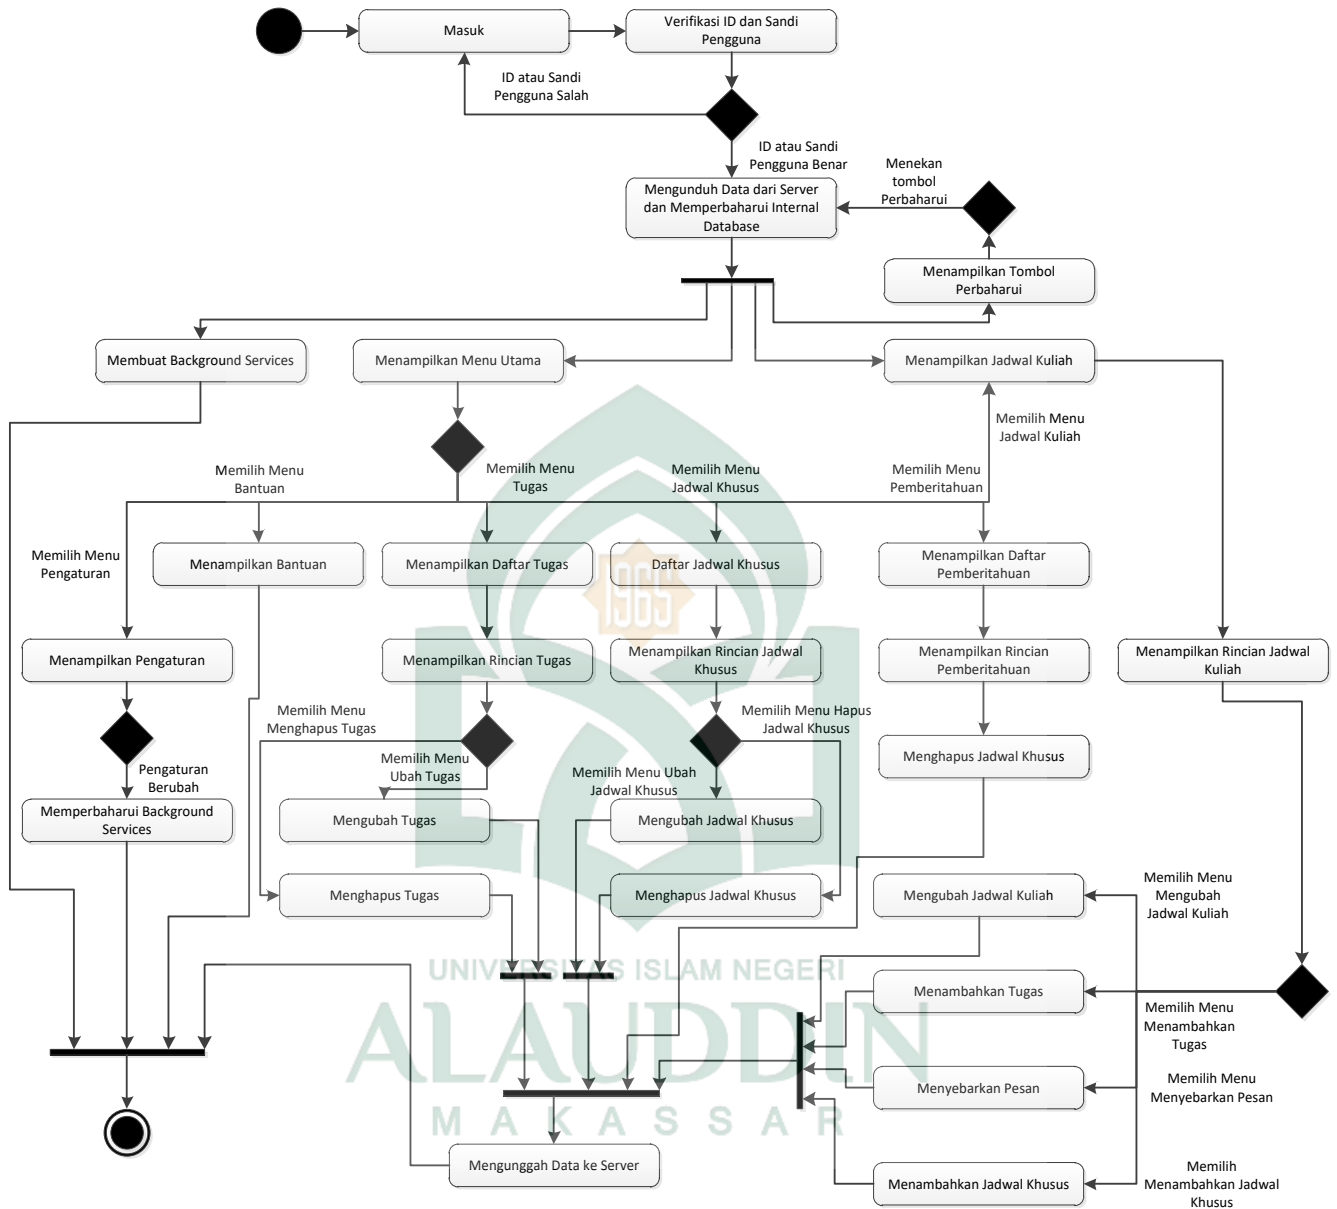 Masuk
Verifikasi ID dan Sandi
Pengguna
ID atau Sandi
Pengguna Salah
ID atau Sandi
Pengguna Benar
Menekan
tombol
Perbaharui
Mengunduh Data dari Server
dan Memperbaharui Internal
Database
Menampilkan Tombol
Perbaharui
Membuat Background Services
Menampilkan Menu Utama
Menampilkan Jadwal Kuliah
Memilih Menu
Jadwal Kuliah
Memilih Menu
Bantuan
Memilih Menu
Tugas
Memilih Menu
Jadwal Khusus
Memilih Menu
Pemberitahuan
Memilih Menu
Pengaturan
Menampilkan Bantuan
Menampilkan Daftar Tugas
Daftar Jadwal Khusus
Menampilkan Daftar
Pemberitahuan
1965
Menampilkan Pengaturan
Menampilkan Rincian Tugas
Menampilkan Rincian Jadwal
Khusus
Menampilkan Rincian
Pemberitahuan
Menampilkan Rincian Jadwal
Kuliah
Memilih Menu
Menghapus Tugas
Memilih Menu Hapus
Jadwal Khusus
Memilih Menu
Ubah Tugas
Memilih Menu Ubah
Jadwal Khusus
Menghapus Jadwal Khusus
Pengaturan
Berubah
Memperbaharui Background
Services
Mengubah Tugas
Mengubah Jadwal Khusus
Menghapus Tugas
Menghapus Jadwal Khusus
Mengubah Jadwal Kuliah
Memilih Menu
Mengubah
Jadwal Kuliah
UNIVERSITAS ISLAM NEGERI
ALAUDDIN
MAKASSAR
Menambahkan Tugas
Memilih Menu
Menambahkan
Tugas
Menyebarkan Pesan
Memilih Menu
Menyebarkan Pesan
Mengunggah Data ke Server
Menambahkan Jadwal Khusus
Memilih
Menambahkan Jadwal
Khusus